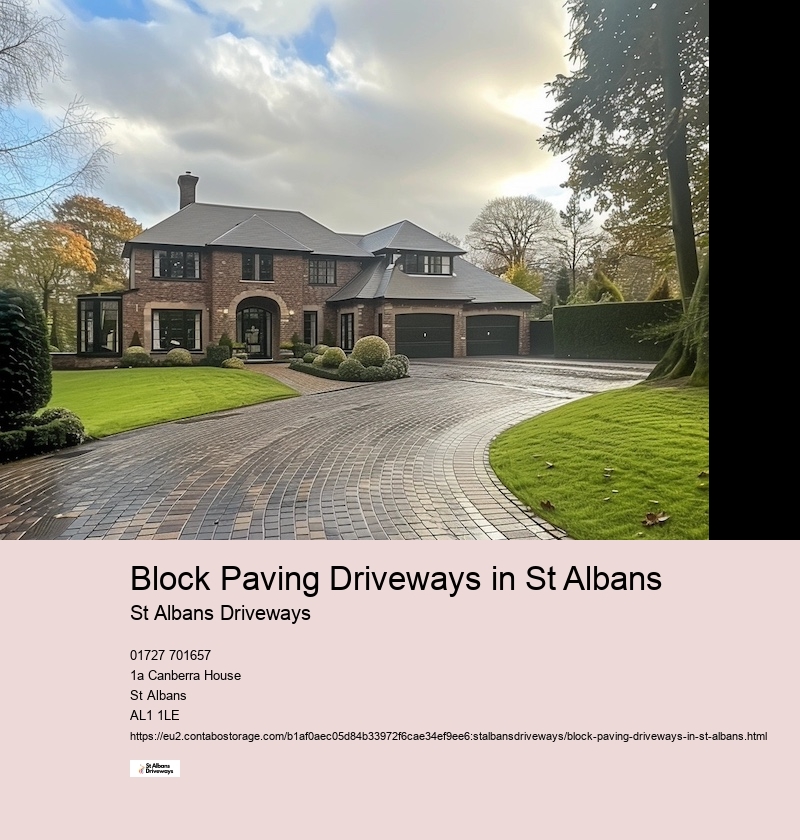 Block Paving Driveways in St Albans
St Albans Driveways
01727 701657
1a Canberra House
St Albans
AL1 1LE
https://eu2.contabostorage.com/b1af0aec05d84b33972f6cae34ef9ee6:stalbansdriveways/block-paving-driveways-in-st-albans.html
St Albans
Driveways